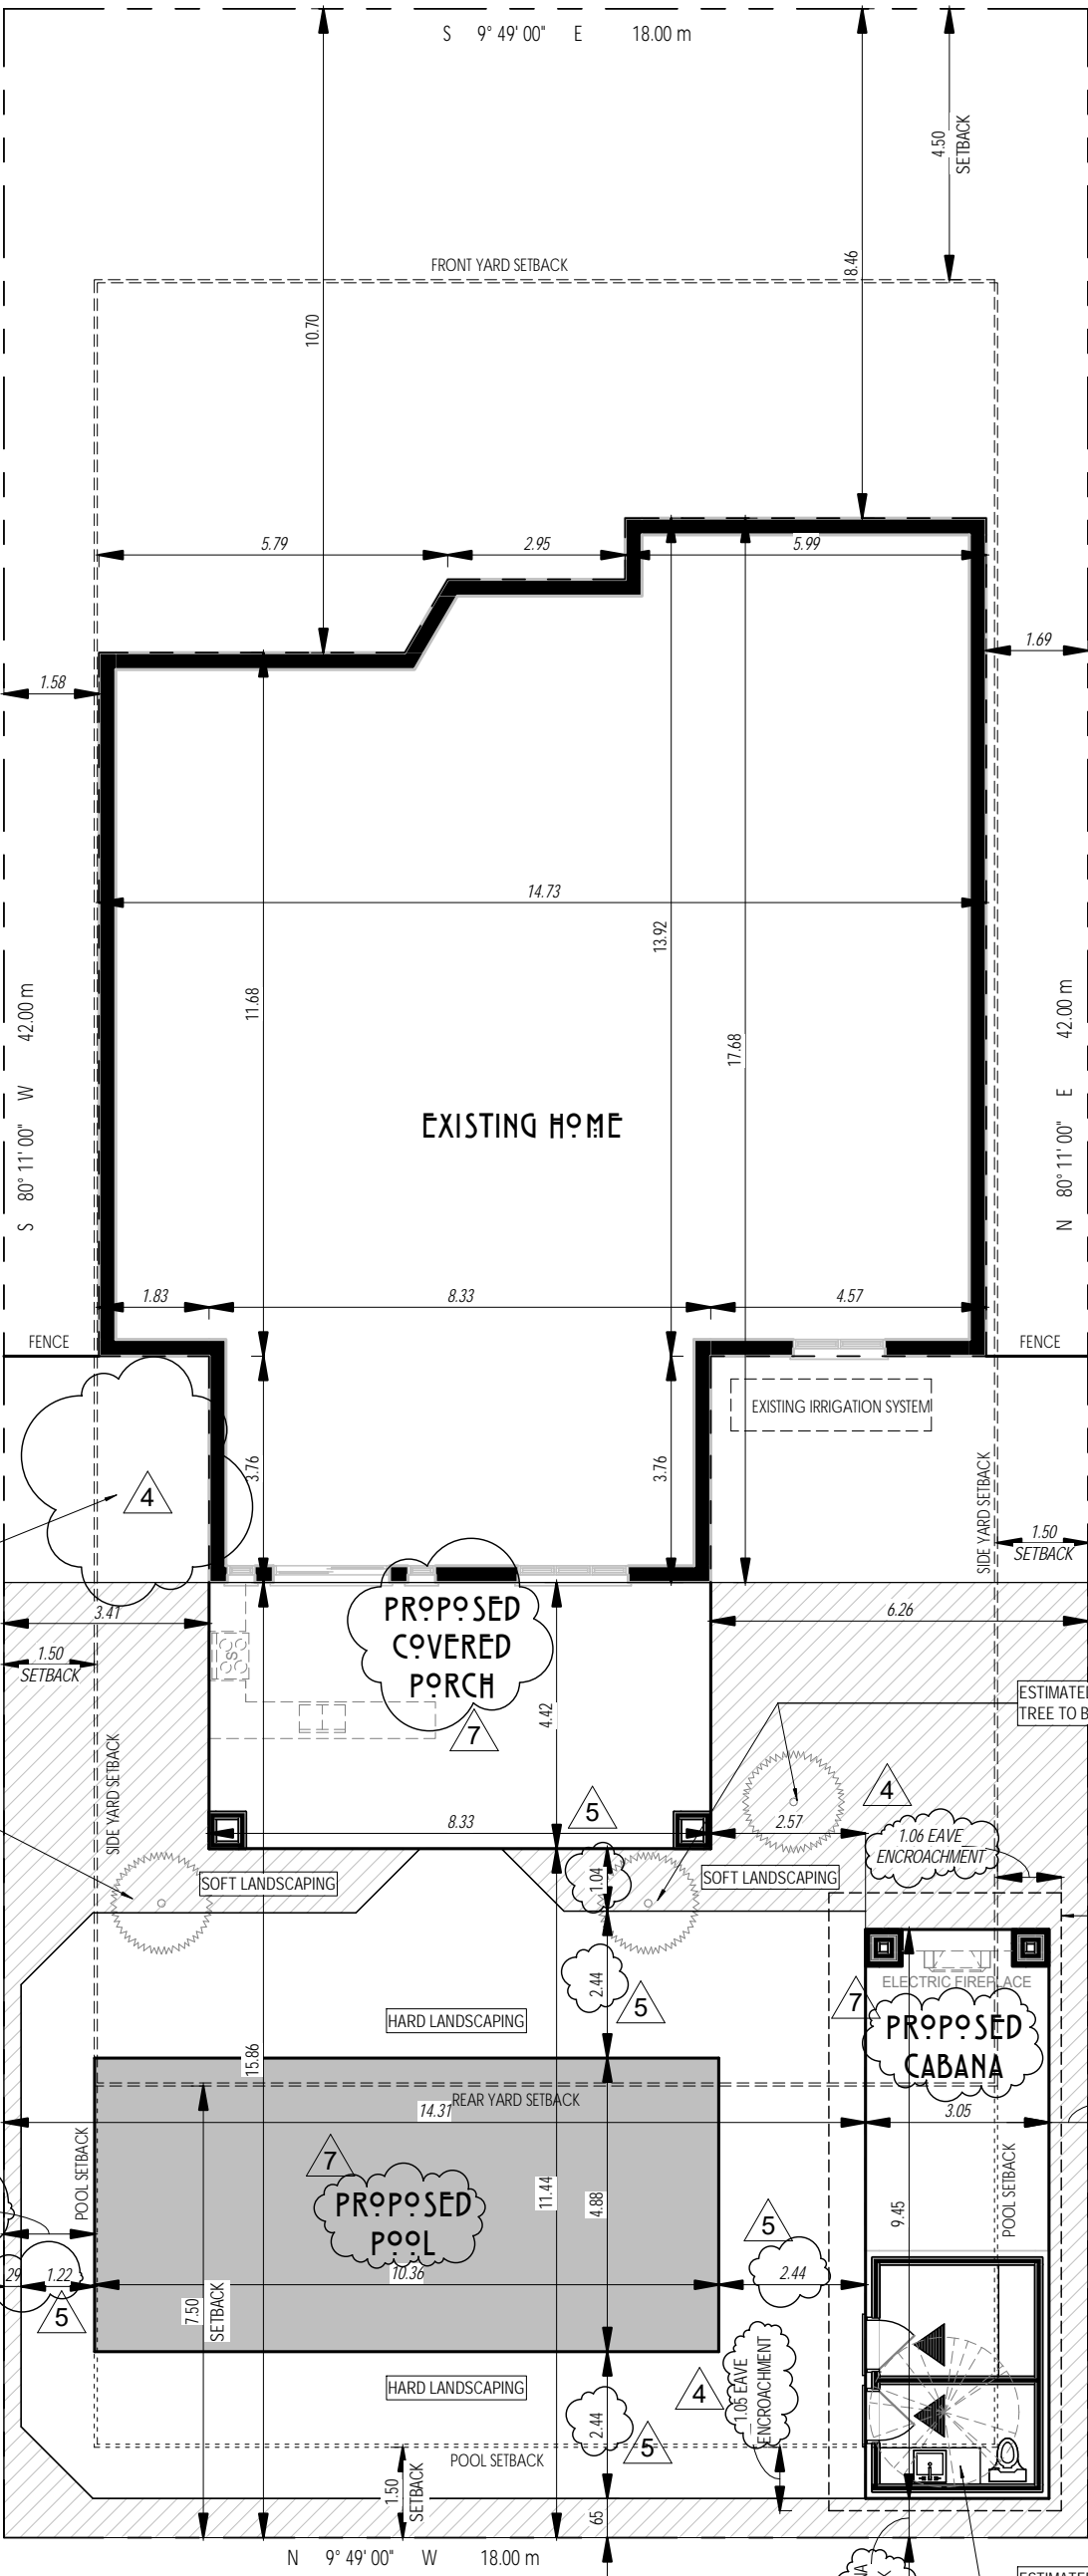 S 9° 49' 00" E 18.00 m
4.50
SETBACK
FRONT YARD SETBACK
8.46
10.70
5.79
2.95
5.99
1.58
1.69
14.73
13.92
11.68
17.68
S 80° 11' 00" W 42.00 m
N 80° 11' 00" E 42.00 m
EXISTING HOME
1.83
8.33
4.57
FENCE
FENCE
EXISTING IRRIGATION SYSTEM
3.76
3.76
4
SIDE YARD SETBACK
1.50
SETBACK
3.41
6.26
PROPOSED
COVERED
PORCH
7
1.50
SETBACK
4.42
ESTIMATE
TREE TO B
SIDE YARD SETBACK
8.33
5
2.57
4
1.06 EAVE
ENCROACHMENT
1.04
SOFT LANDSCAPING
SOFT LANDSCAPING
2.44
5
ELECTRIC FIREPLACE
7
PROPOSED
CABANA
HARD LANDSCAPING
15.86
REAR YARD SETBACK
14.31
3.05
POOL SETBACK
POOL SETBACK
7
PROPOSED
POOL
11.44
4.88
9.45
5
29
1.22
10.36
2.44
5
7.50
SETBACK
HARD LANDSCAPING
4
1.05 EAVE
ENCROACHMENT
2.44
5
POOL SETBACK
1.50
SETBACK
65
N 9° 49' 00" W 18.00 m